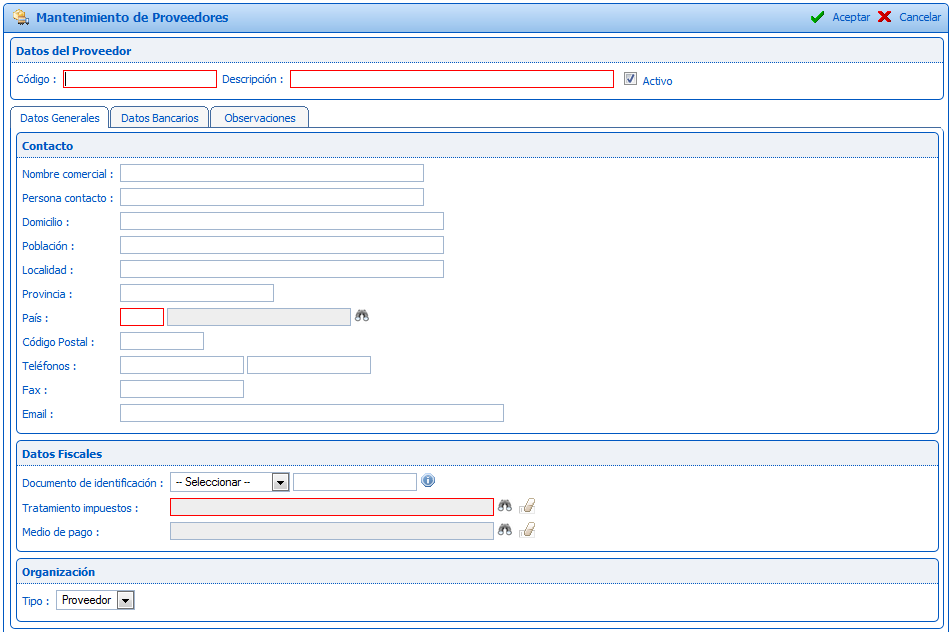 Mantenimiento de Proveedores Aceptar Cancelar
Datos del Proveedor
Código : Descripción : Activo
Datos Generales Datos Bancarios Observaciones
Contacto
Nombre comercial :
Persona contacto :
Domicilio :
Población :
Localidad :
Provincia :
País :
Código Postal :
Teléfonos :
Fax :
Email :
Datos Fiscales
Documento de identificación : -- Seleccionar --
Tratamiento impuestos :
Medio de pago :
Organización
Tipo : Proveedor